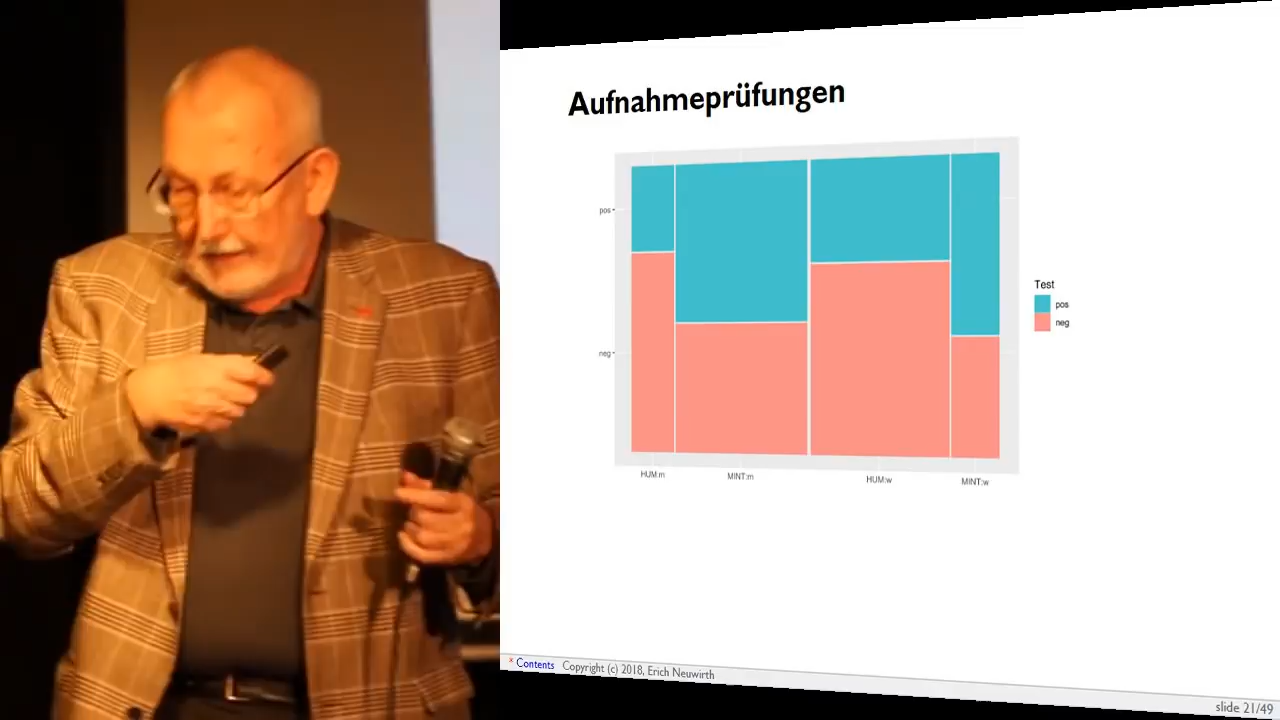 Aufnahmeprüfungen
pos
neg
HUM:m
MINT:m
HUM:w
MINT:w
Test
pos
neg
* Contents Copyright (c) 2018, Erich Neuwirth
slide 21/49